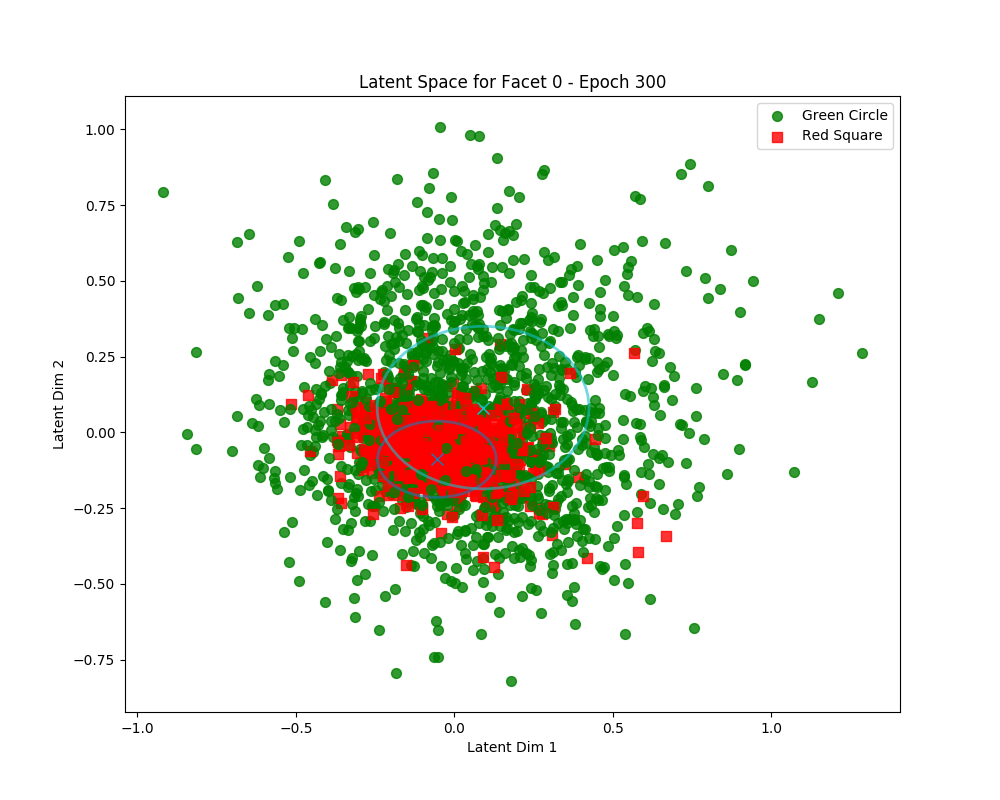 Latent Space for Facet 0 - Epoch 300
Green Circle
Red Square
1.00
0.75
0.50
0.25
0.00
−0.25
−0.50
−0.75
Latent Dim 2
−1.0
−0.5
0.0
0.5
1.0
Latent Dim 1